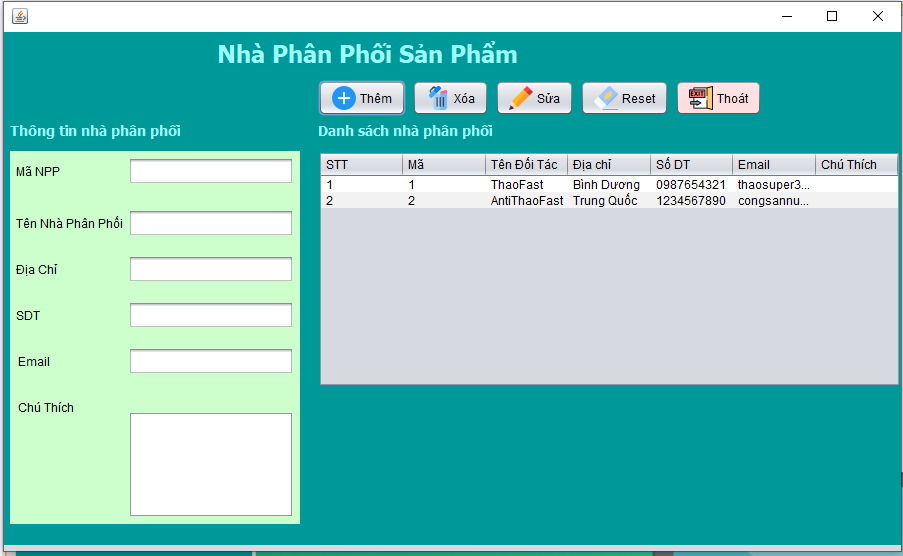 Nhà Phân Phối Sản Phẩm
Thêm Xóa Sửa Reset EXIT Thoát
Thông tin nhà phân phối
Danh sách nhà phân phối
Mã NPP
Tên Nhà Phân Phối
Địa Chỉ
SDT
Email
Chú Thích
STT Mã Tên Đối Tác Địa chỉ Số DT Email Chú Thích
1 1 ThaoFast Bình Dương 0987654321 thaosuper3...
2 2 AntiThaoFast Trung Quốc 1234567890 congsannu...